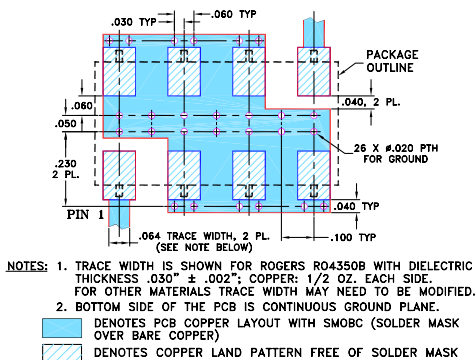 .030 TYP
.060 TYP
PACKAGE
OUTLINE
.060
.050
.040, 2 PL.
.230
2 PL.
26 X ø.020 PTH
FOR GROUND
PIN 1
.040 TYP
.064 TRACE WIDTH, 2 PL.
(SEE NOTE BELOW)
.100 TYP
NOTES: 1. TRACE WIDTH IS SHOWN FOR ROGERS RO4350B WITH DIELECTRIC
THICKNESS .030" ± .002"; COPPER: 1/2 OZ. EACH SIDE.
FOR OTHER MATERIALS TRACE WIDTH MAY NEED TO BE MODIFIED.
2. BOTTOM SIDE OF THE PCB IS CONTINUOUS GROUND PLANE.
DENOTES PCB COPPER LAYOUT WITH SMOBC (SOLDER MASK
OVER BARE COPPER)
DENOTES COPPER LAND PATTERN FREE OF SOLDER MASK